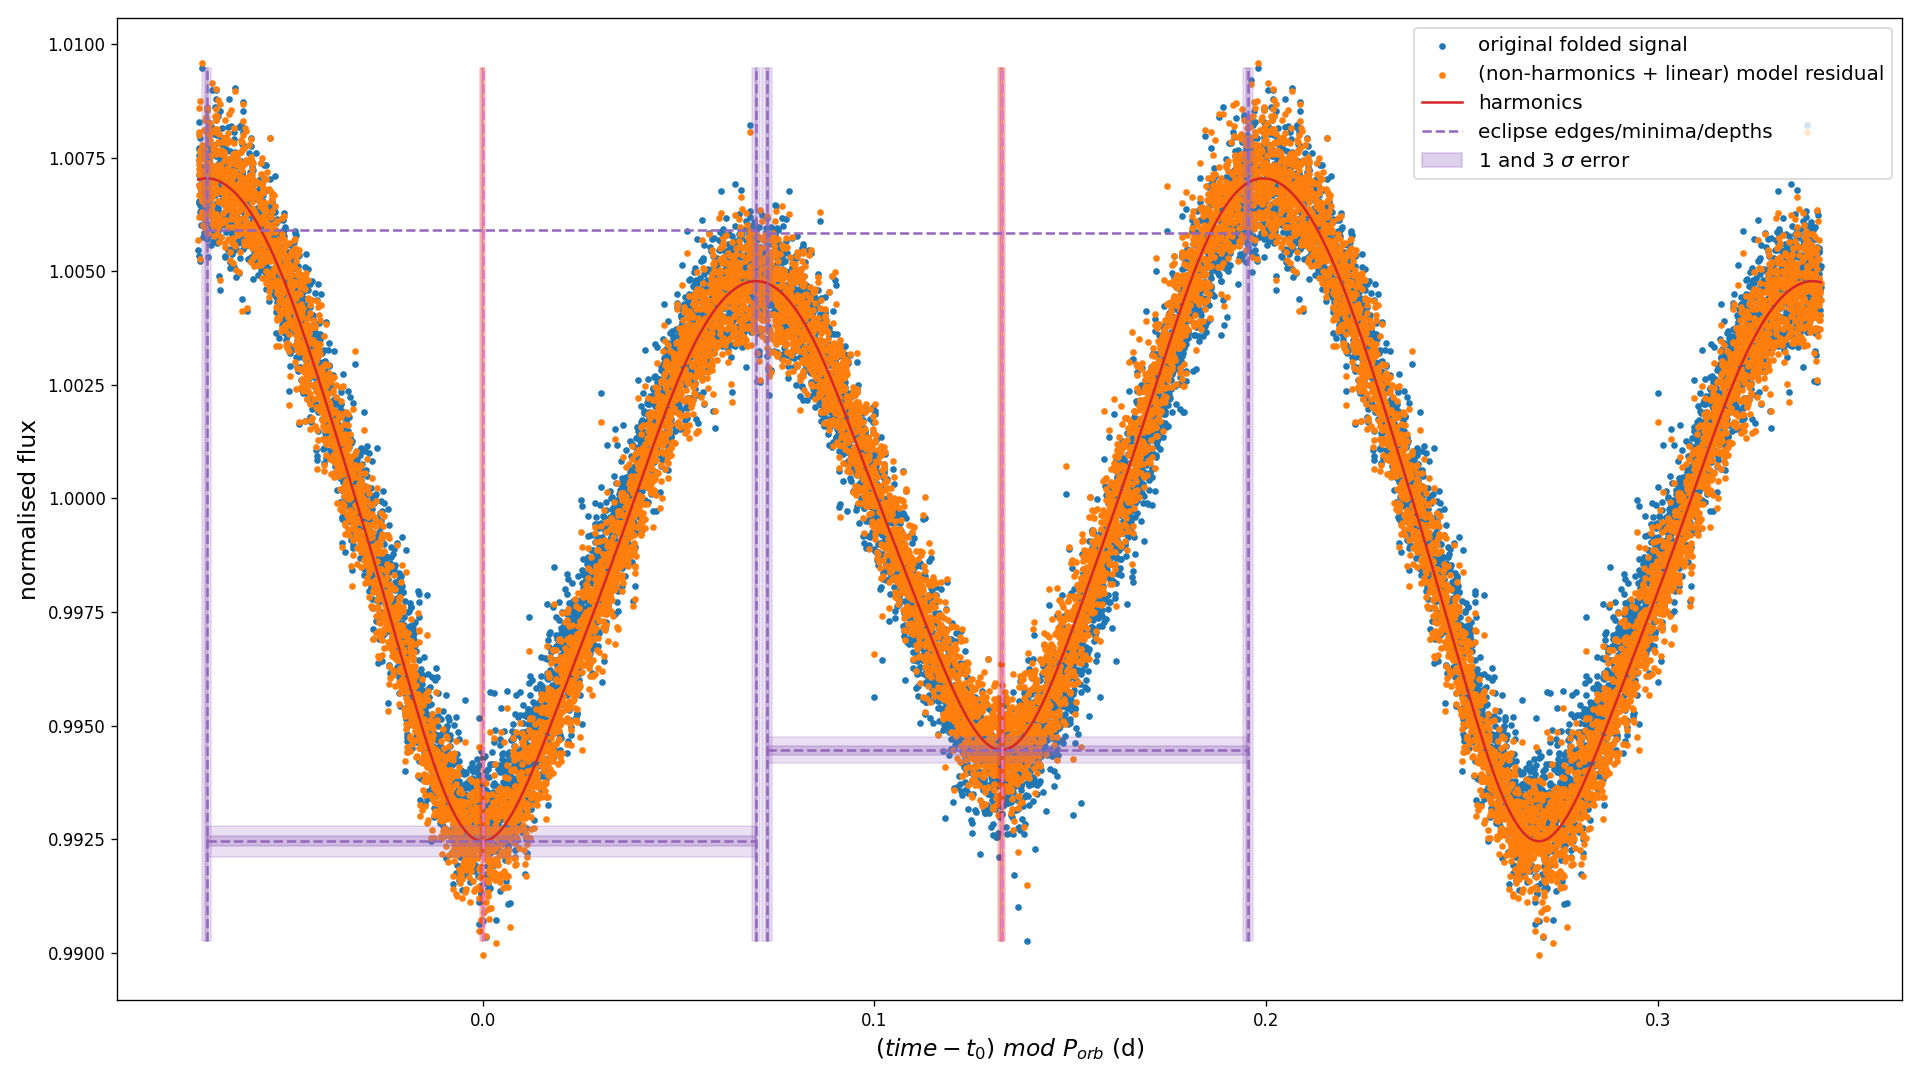 1.0100
1.0075
1.0050
1.0025
1.0000
0.9975
0.9950
0.9925
0.9900
normalised flux
original folded signal
(non-harmonics + linear) model residual
harmonics
eclipse edges/minima/depths
1 and 3 σ error
0.0 0.1 0.2 0.3
(time − t₀) mod P_orb (d)